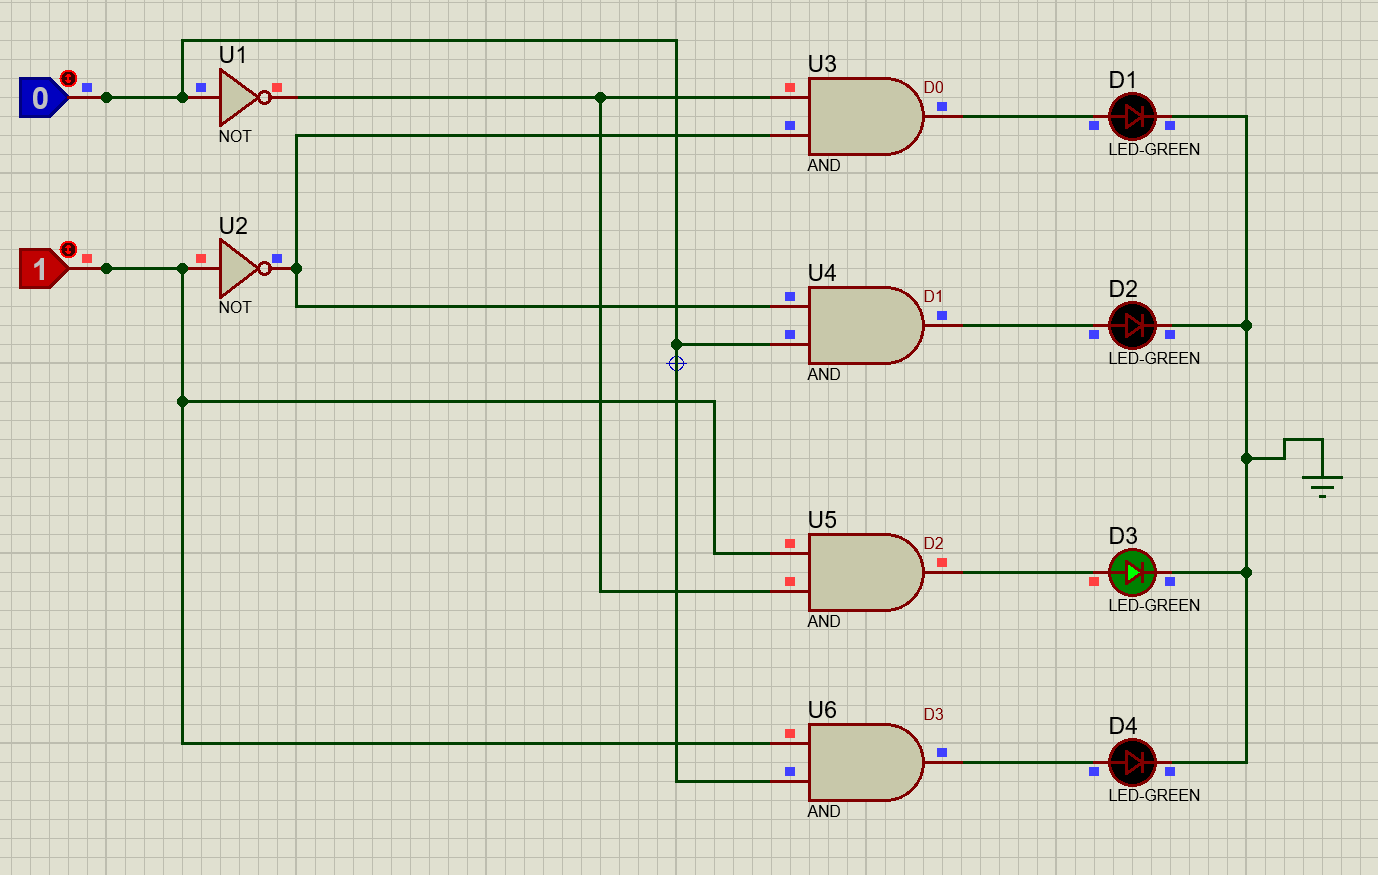 U1
0
NOT
U2
1
NOT
U3
D0
AND
D1
LED-GREEN
U4
D1
AND
D2
LED-GREEN
U5
D2
AND
D3
LED-GREEN
U6
D3
AND
D4
LED-GREEN